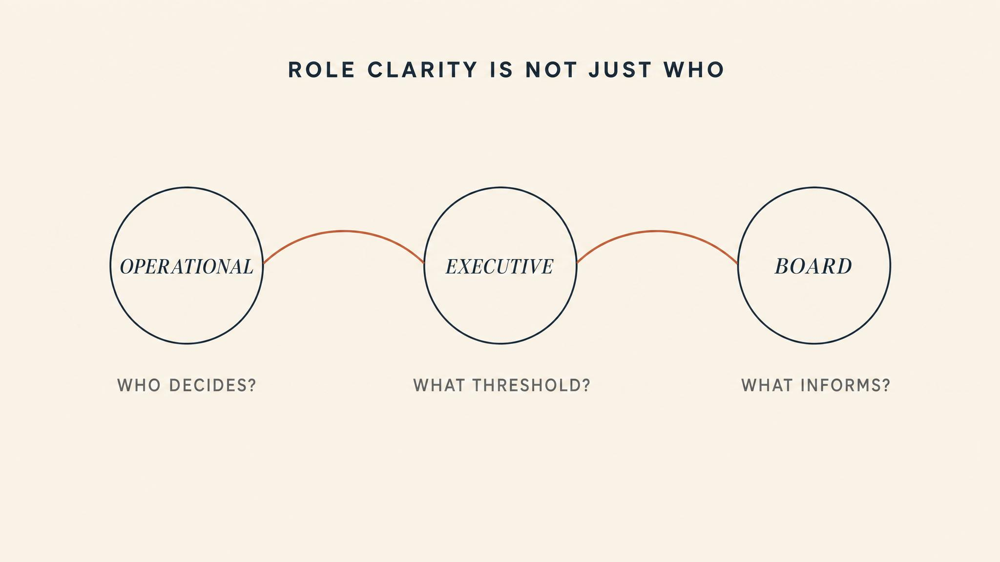 ROLE CLARITY IS NOT JUST WHO
OPERATIONAL
EXECUTIVE
BOARD
WHO DECIDES?
WHAT THRESHOLD?
WHAT INFORMS?